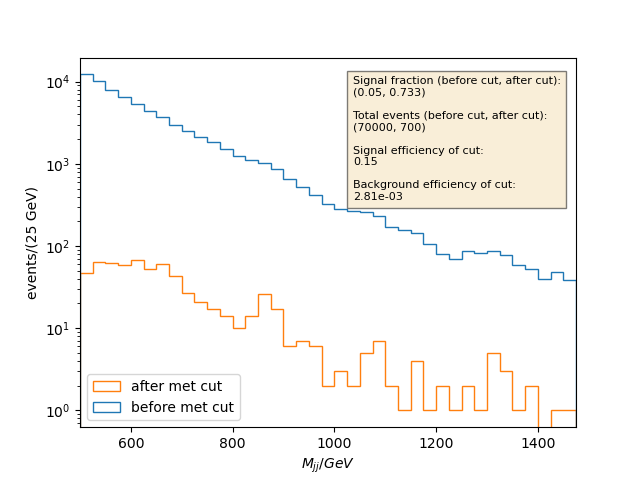 Signal fraction (before cut, after cut):
(0.05, 0.733)
Total events (before cut, after cut):
(70000, 700)
Signal efficiency of cut:
0.15
Background efficiency of cut:
2.81e-03
events/(25 GeV)
10⁴
10³
10²
10¹
10⁰
after met cut
before met cut
600 800 1000 1200 1400
M_{jj}/GeV